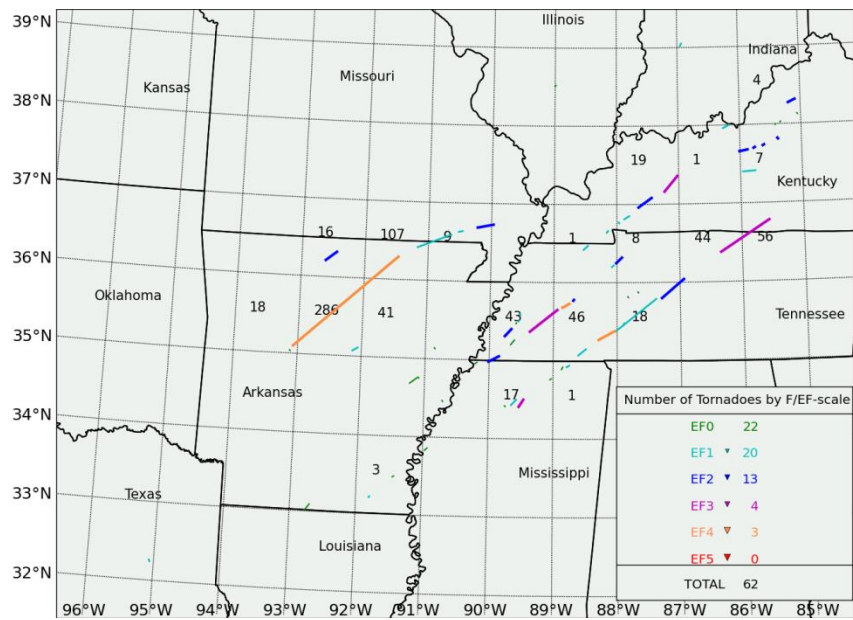 39°N
Illinois
Indiana
Missouri
Kansas
4
38°N
19
1
7
37°N
Kentucky
16
107
9
1
8
44
56
36°N
Oklahoma
18
286
41
43
46
18
Tennessee
35°N
Arkansas
17
1
34°N
Number of Tornadoes by F/EF-scale
EF0 22
EF1 20
EF2 13
EF3 4
EF4 3
EF5 0
TOTAL 62
3
Mississippi
Texas
33°N
Louisiana
32°N
96°W 95°W 94°W 93°W 92°W 91°W 90°W 89°W 88°W 87°W 86°W 85°W